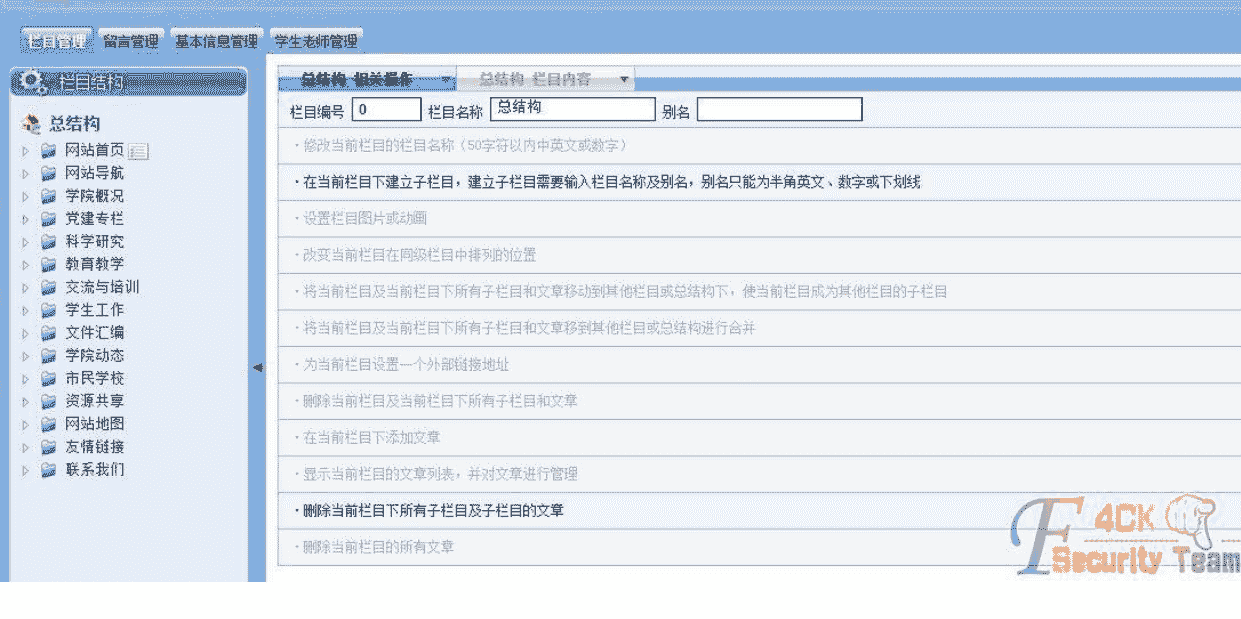 栏目管理 留言管理 基本信息管理 学生老师管理
栏目结构
总结构
网站首页
网站导航
学院概况
党建专栏
科学研究
教育教学
交流与培训
学生工作
文件汇编
学院动态
市民学校
资源共享
网站地图
友情链接
联系我们
总结构 相关操作 总结构 栏目内容
栏目编号 0 栏目名称 总结构 别名
·修改当前栏目的栏目名称（50字符以内中英文或数字）
·在当前栏目下建立子栏目，建立子栏目需要输入栏目名称及别名，别名只能为半角英文、数字或下划线
·设置栏目图片或动画
·改变当前栏目在同级栏目中排列的位置
·将当前栏目及当前栏目下所有子栏目和文章移动到其他栏目或总结构下，使当前栏目成为其他栏目的子栏目
·将当前栏目及当前栏目下所有子栏目和文章移到其他栏目或总结构进行合并
·为当前栏目设置一个外部链接地址
·删除当前栏目及当前栏目下所有子栏目和文章
·在当前栏目下添加文章
·显示当前栏目的文章列表，并对文章进行管理
·删除当前栏目下所有子栏目及子栏目的文章
·删除当前栏目的所有文章
F4CK
Security Team